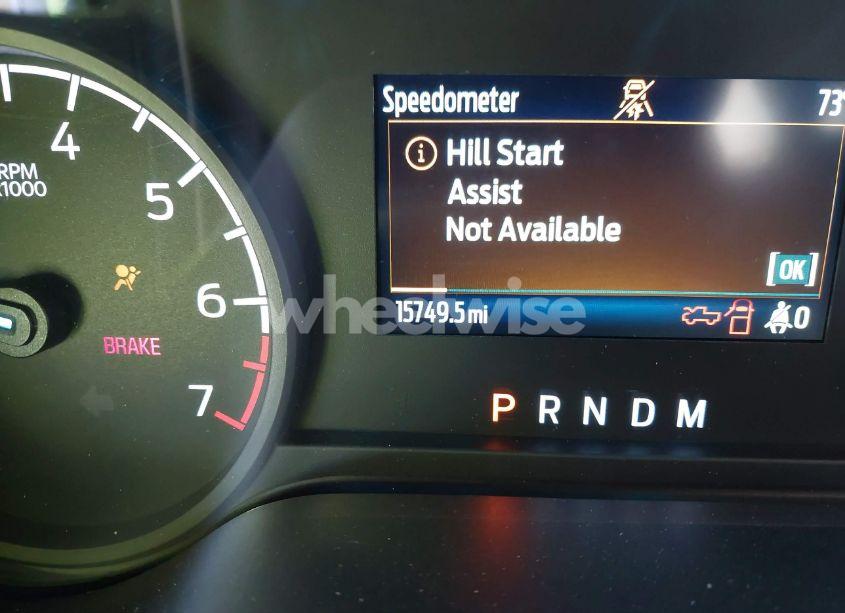 Speedometer 73°
Hill Start
Assist
Not Available
[OK]
15749.5 mi 0
4
RPM
5
6
7
BRAKE
P R N D M
wheelwise